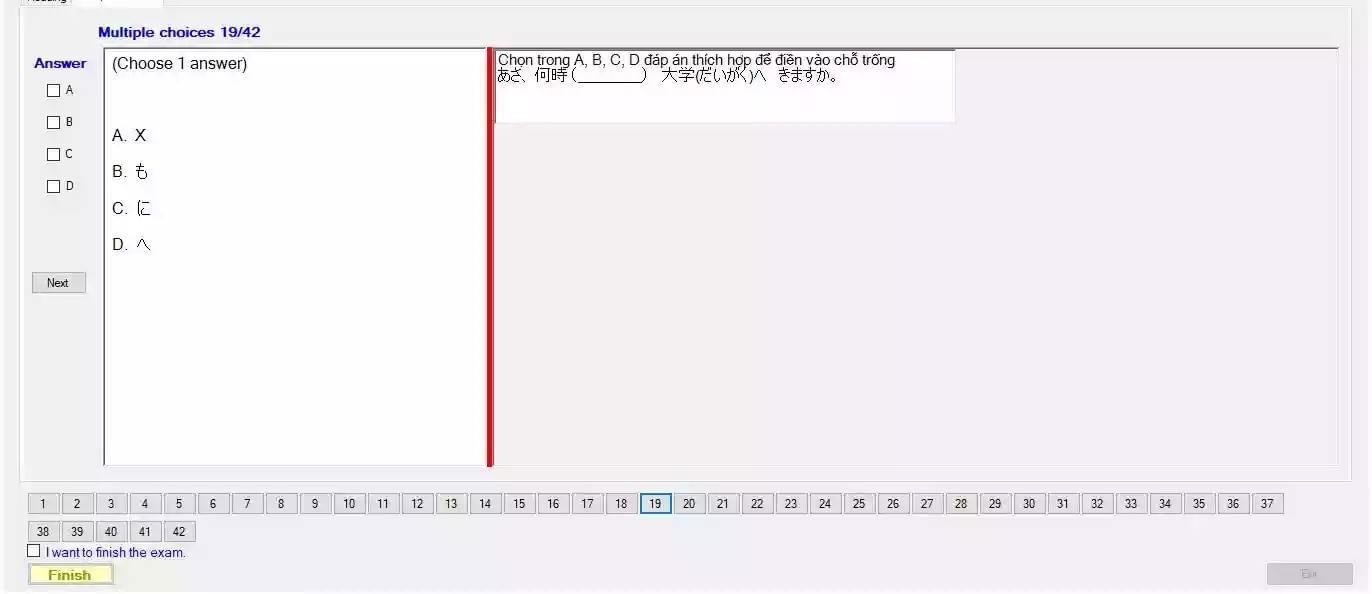 Multiple choices 19/42
Answer
A
B
C
D
Next
(Choose 1 answer)
A. X
B. も
C. に
D. へ
Chọn trong A, B, C, D đáp án thích hợp để điền vào chỗ trống
あさ、何時(_______) 大学(だいがく)へ きますか。
1 2 3 4 5 6 7 8 9 10 11 12 13 14 15 16 17 18 19 20 21 22 23 24 25 26 27 28 29 30 31 32 33 34 35 36 37
38 39 40 41 42
I want to finish the exam.
Finish
Exit